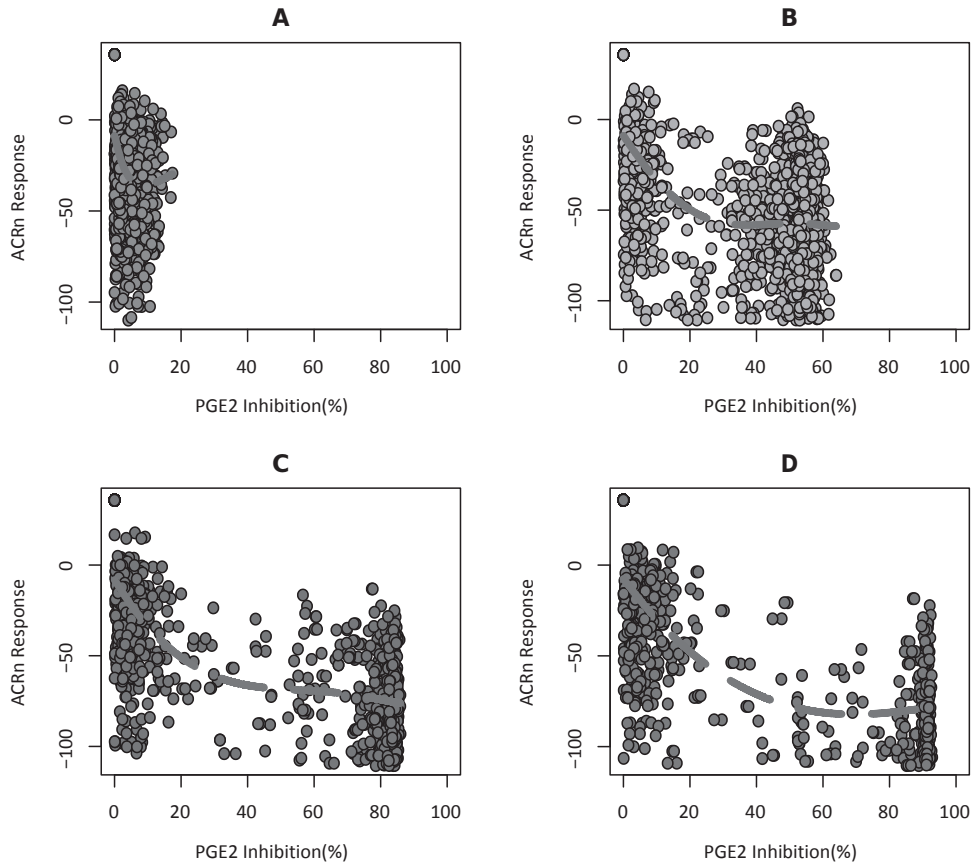 A
ACRn Response
0
−50
−100
0 20 40 60 80 100
PGE2 Inhibition(%)
B
ACRn Response
0
−50
−100
0 20 40 60 80 100
PGE2 Inhibition(%)
C
ACRn Response
0
−50
−100
0 20 40 60 80 100
PGE2 Inhibition(%)
D
ACRn Response
0
−50
−100
0 20 40 60 80 100
PGE2 Inhibition(%)